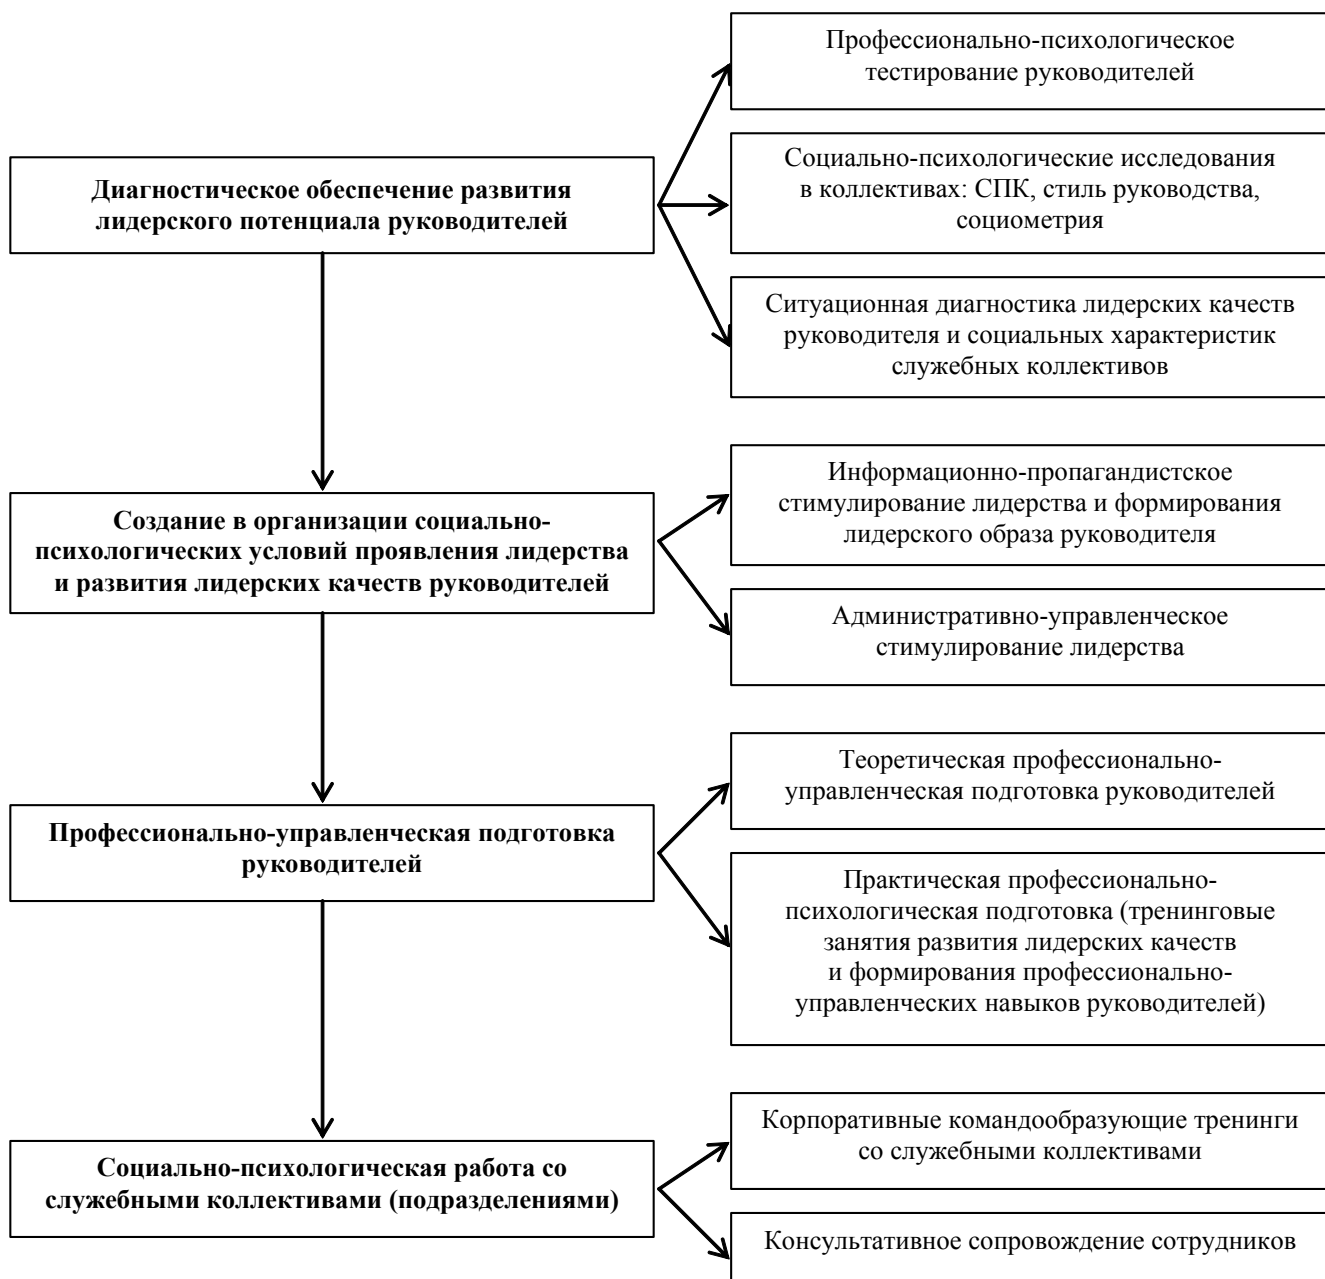 Профессионально-психологическое
тестирование руководителей
Социально-психологические исследования
в коллективах: СПК, стиль руководства,
социометрия
Диагностическое обеспечение развития
лидерского потенциала руководителей
Ситуационная диагностика лидерских качеств
руководителя и социальных характеристик
служебных коллективов
Информационно-пропагандистское
стимулирование лидерства и формирования
лидерского образа руководителя
Создание в организации социально-
психологических условий проявления лидерства
и развития лидерских качеств руководителей
Административно-управленческое
стимулирование лидерства
Теоретическая профессионально-
управленческая подготовка руководителей
Профессионально-управленческая подготовка
руководителей
Практическая профессионально-
психологическая подготовка (тренинговые
занятия развития лидерских качеств
и формирования профессионально-
управленческих навыков руководителей)
Корпоративные командообразующие тренинги
со служебными коллективами
Социально-психологическая работа со
служебными коллективами (подразделениями)
Консультативное сопровождение сотрудников